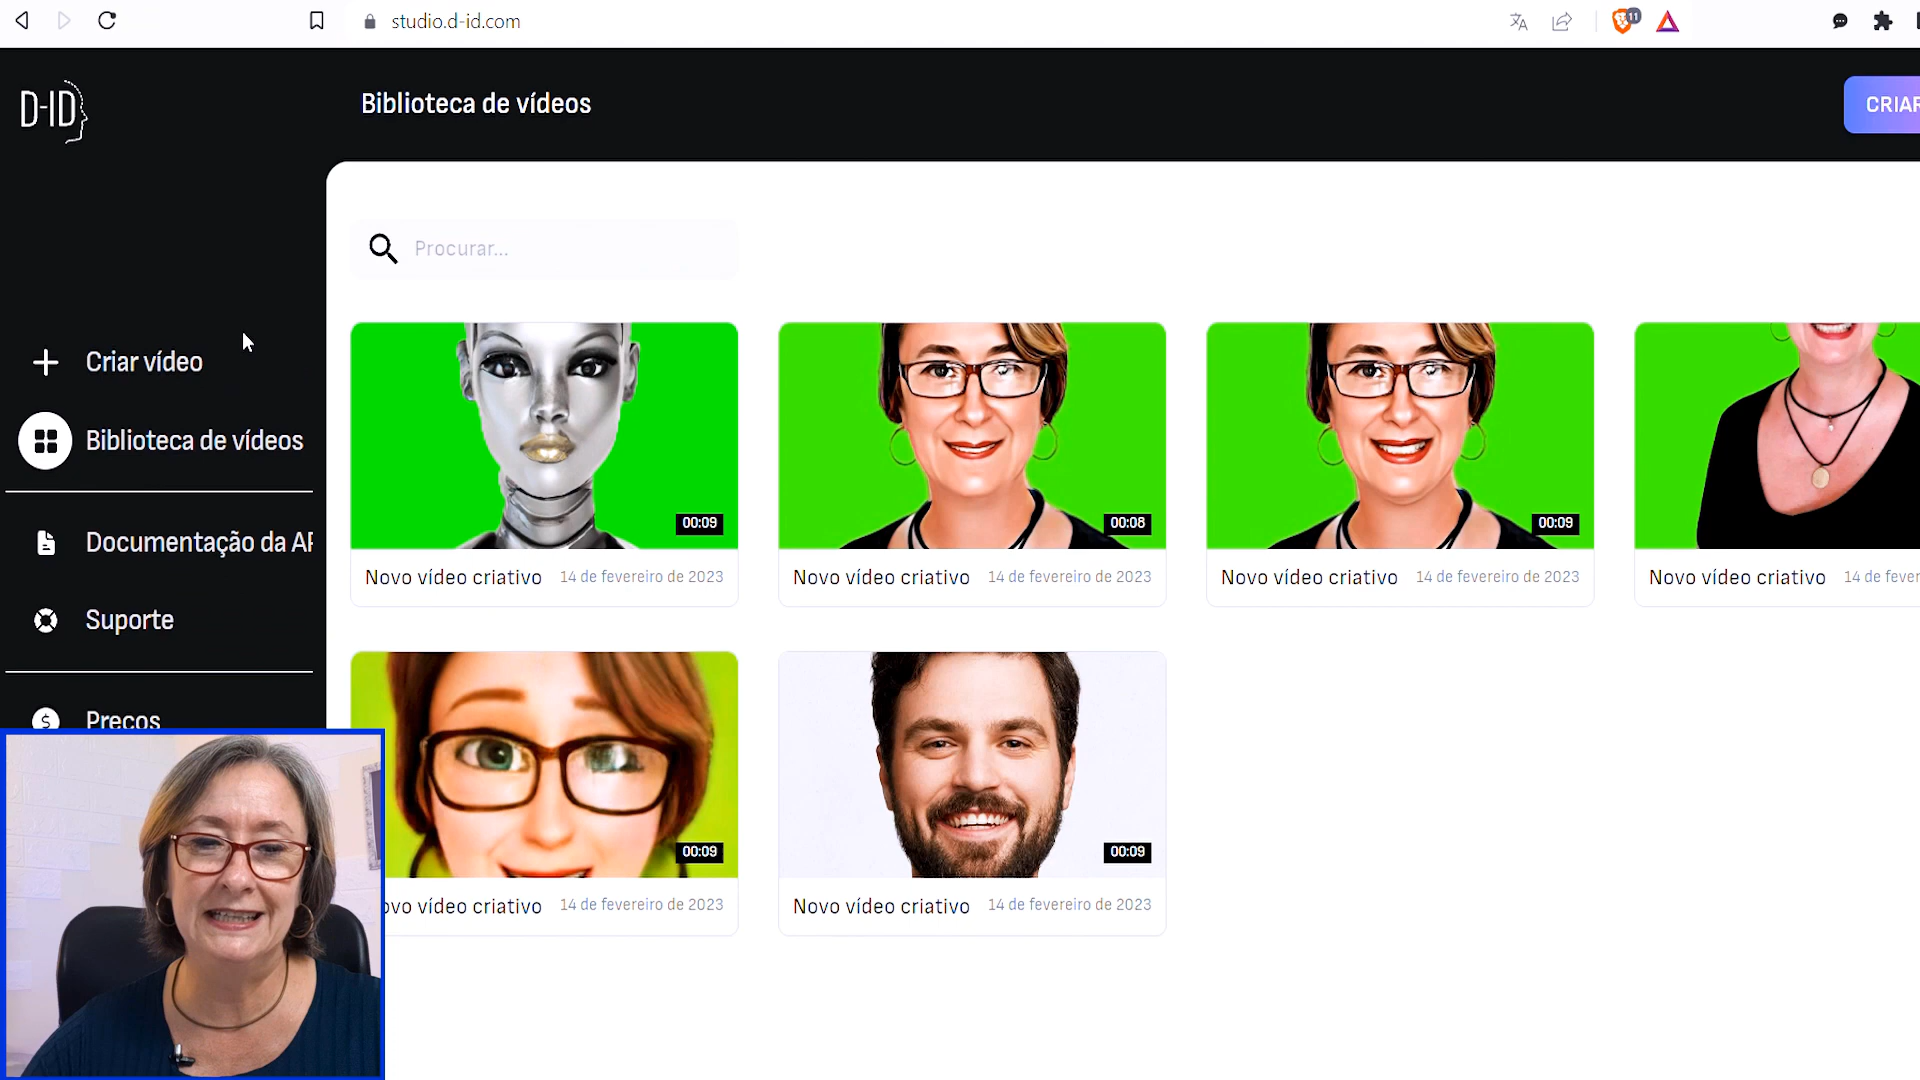 studio.d-id.com
11
D-ID
Biblioteca de vídeos
CRIAR
Procurar...
Criar vídeo
Biblioteca de vídeos
Documentação da AP
Suporte
Preços
00:09
00:08
00:09
Novo vídeo criativo 14 de fevereiro de 2023
Novo vídeo criativo 14 de fevereiro de 2023
Novo vídeo criativo 14 de fevereiro de 2023
Novo vídeo criativo 14 de fever
00:09
00:09
ovo vídeo criativo 14 de fevereiro de 2023
Novo vídeo criativo 14 de fevereiro de 2023